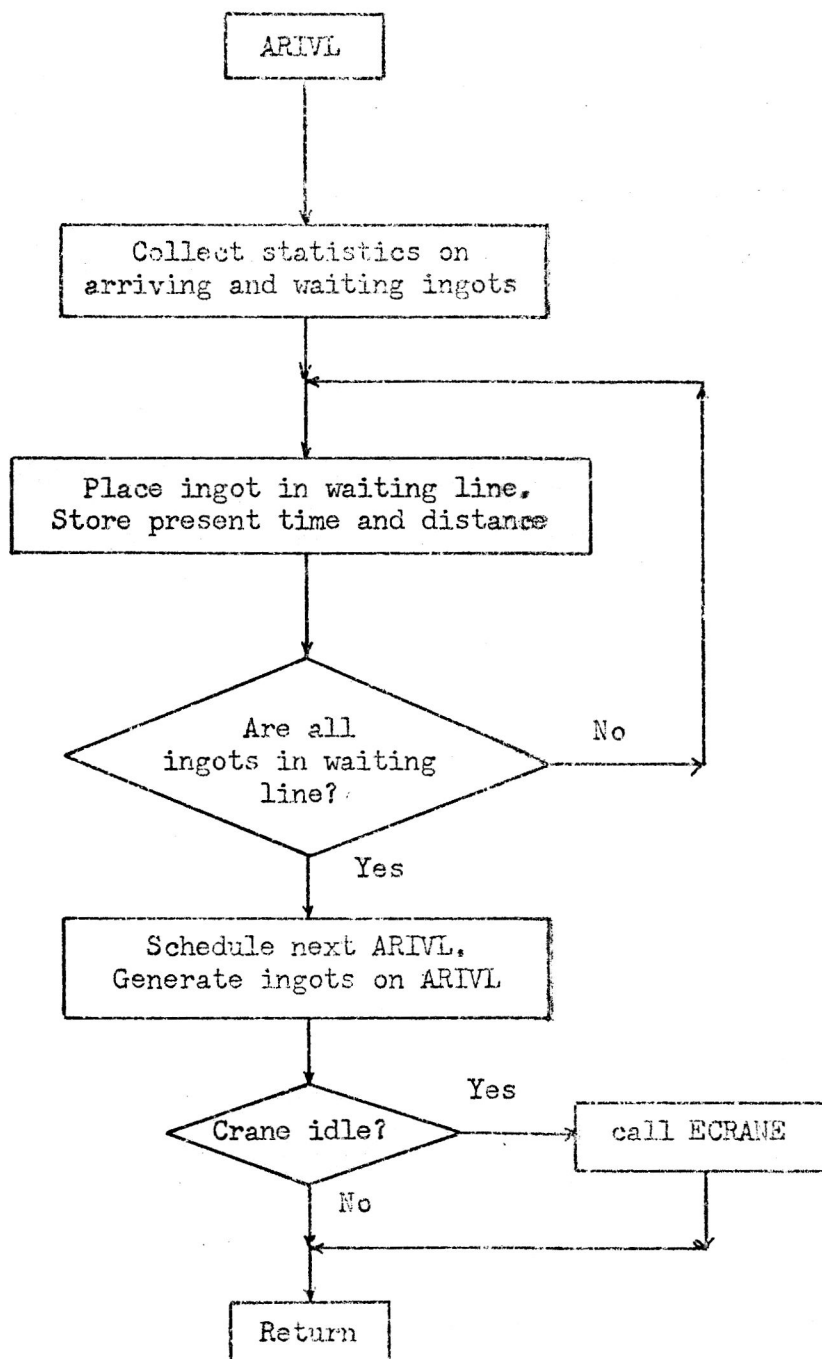 ARIVL
Collect statistics on
arriving and waiting ingots
Place ingot in waiting line.
Store present time and distance
Are all
ingots in waiting
line?
No
Yes
Schedule next ARIVL.
Generate ingots on ARIVL
Yes
Crane idle?
call ECRANE
No
Return